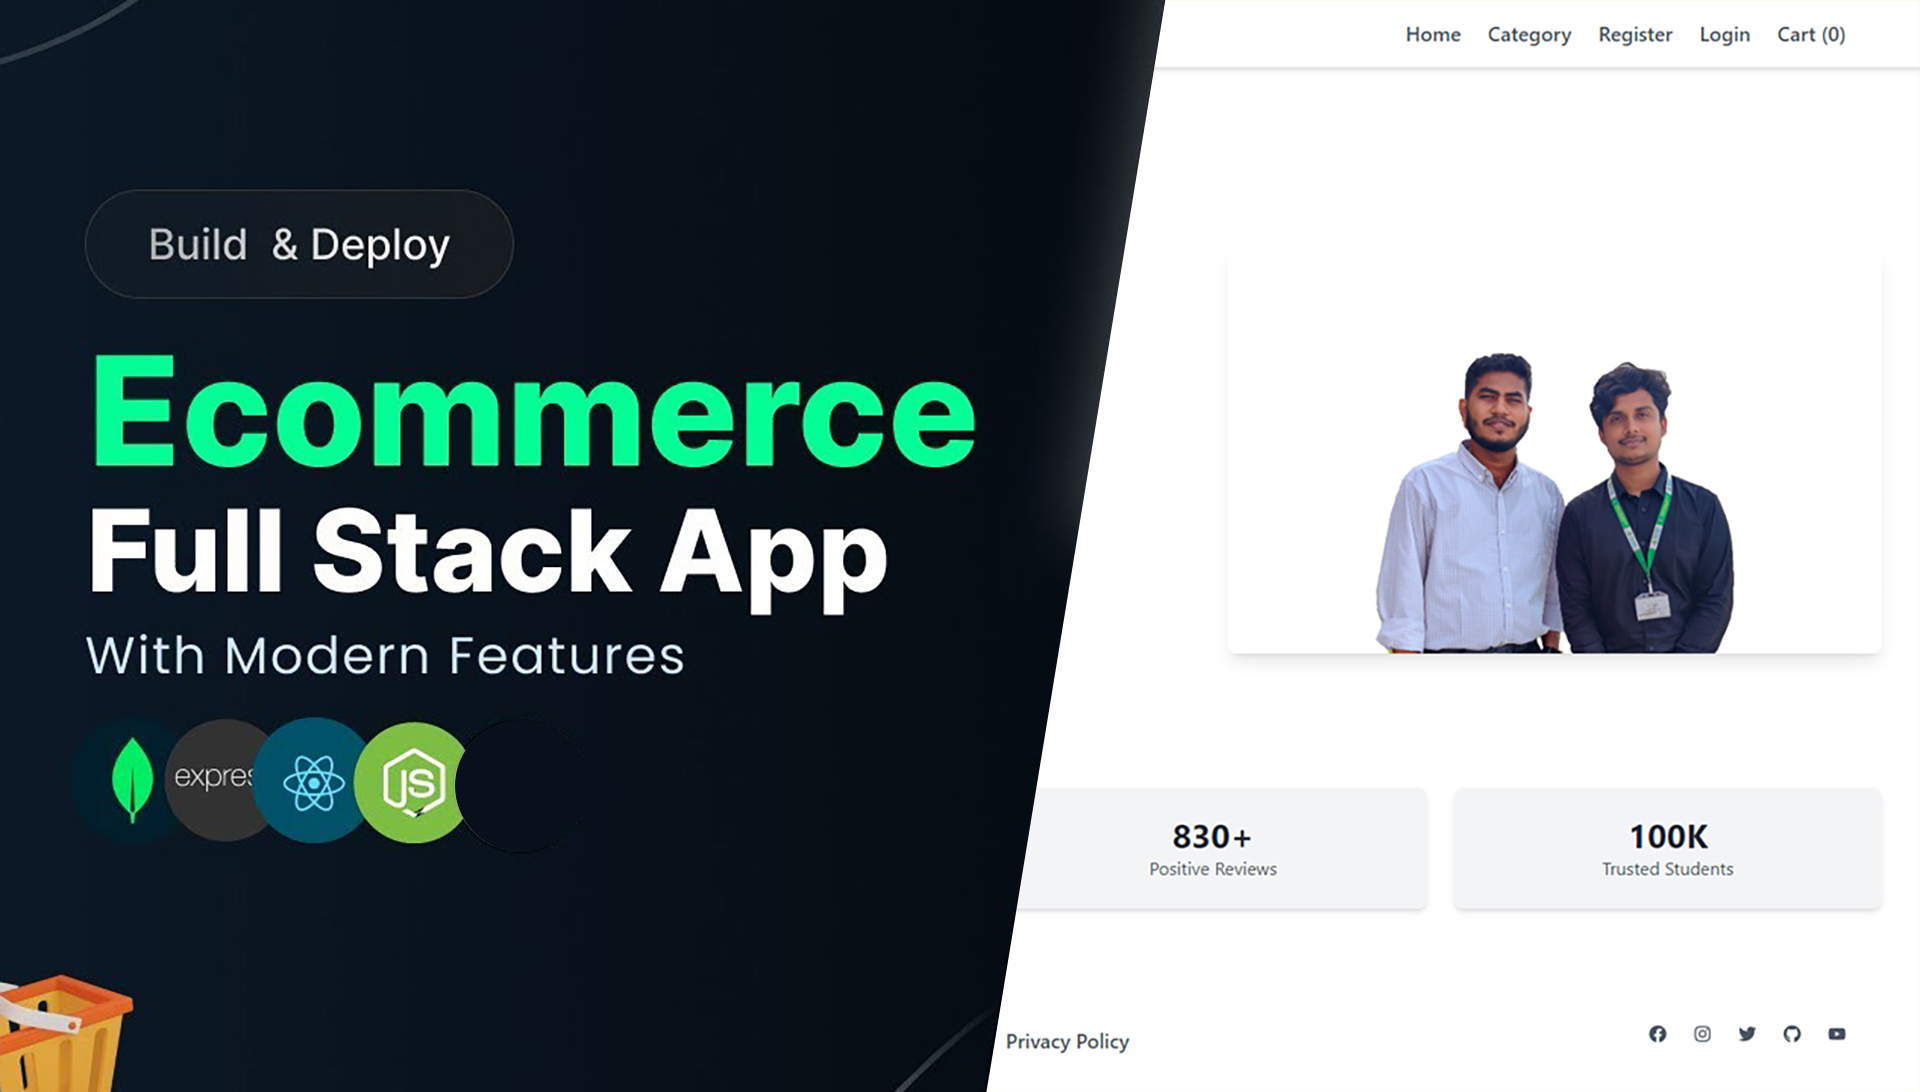 Home Category Register Login Cart (0)
Build & Deploy
Ecommerce
Full Stack App
With Modern Features
expres
JS
830+
Positive Reviews
100K
Trusted Students
Privacy Policy